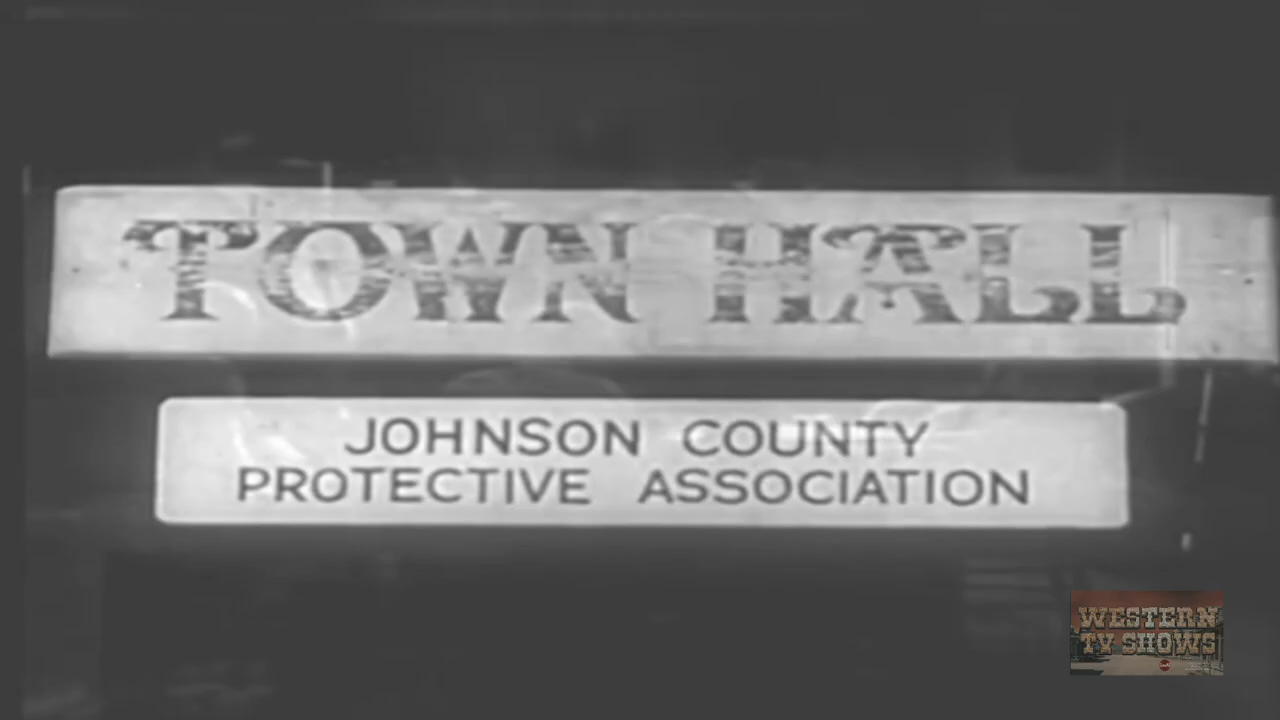 TOWN HALL
JOHNSON COUNTY
PROTECTIVE ASSOCIATION
WESTERN
TV SHOWS